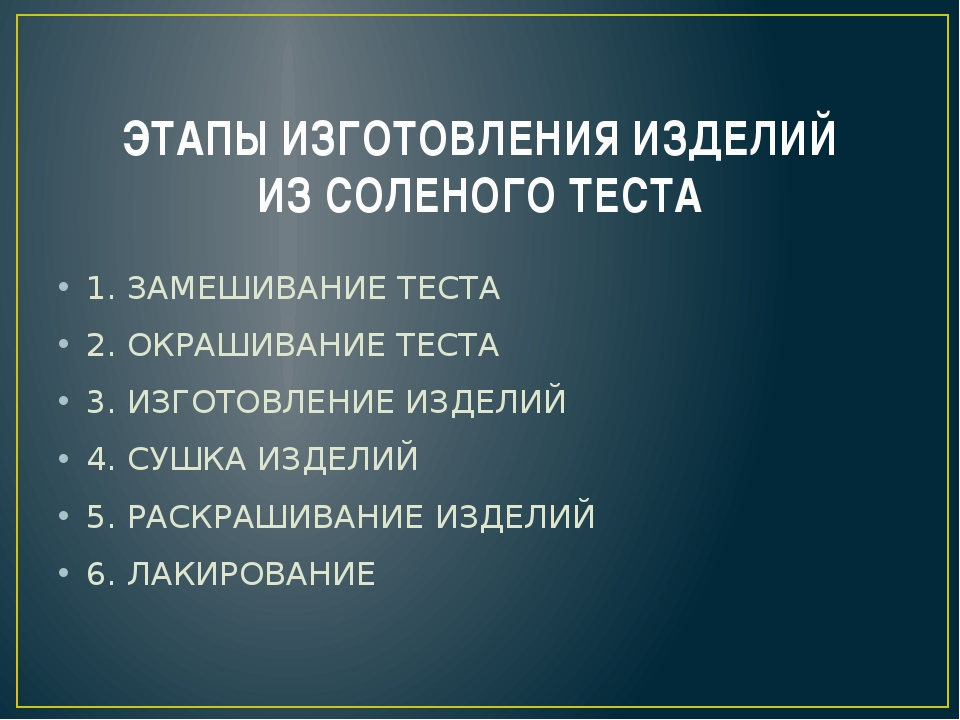 ЭТАПЫ ИЗГОТОВЛЕНИЯ ИЗДЕЛИЙ
ИЗ СОЛЕНОГО ТЕСТА
• 1. ЗАМЕШИВАНИЕ ТЕСТА
• 2. ОКРАШИВАНИЕ ТЕСТА
• 3. ИЗГОТОВЛЕНИЕ ИЗДЕЛИЙ
• 4. СУШКА ИЗДЕЛИЙ
• 5. РАСКРАШИВАНИЕ ИЗДЕЛИЙ
• 6. ЛАКИРОВАНИЕ